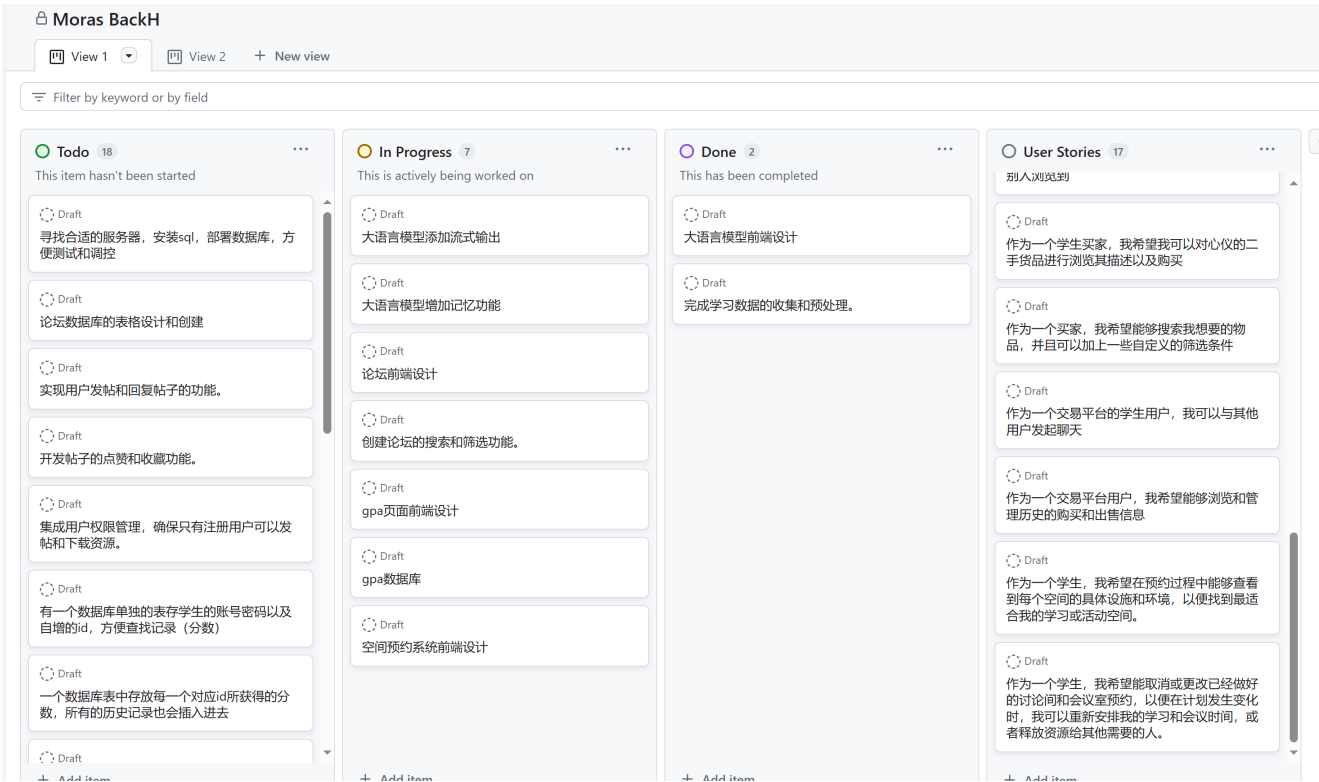 Moras BackH
View 1
View 2
New view
Filter by keyword or by field
Todo 18
This item hasn't been started
Draft
寻找合适的服务器，安装sql，部署数据库，方
便测试和调控
Draft
论坛数据库的表格设计和创建
Draft
实现用户发帖和回复帖子的功能。
Draft
开发帖子的点赞和收藏功能。
Draft
集成用户权限管理，确保只有注册用户可以发
帖和下载资源。
Draft
有一个数据库单独的表存学生的账号密码以及
自增的id，方便查找记录（分数）
Draft
一个数据库表中存放每一个对应id所获得的分
数，所有的历史记录也会插入进去
Draft
Add item
In Progress 7
This is actively being worked on
Draft
大语言模型添加流式输出
Draft
大语言模型增加记忆功能
Draft
论坛前端设计
Draft
创建论坛的搜索和筛选功能。
Draft
gpa页面前端设计
Draft
gpa数据库
Draft
空间预约系统前端设计
Add item
Done 2
This has been completed
Draft
大语言模型前端设计
Draft
完成学习数据的收集和预处理。
Add item
User Stories 17
别人浏览到
Draft
作为一个学生买家，我希望我可以对心仪的二
手货品进行浏览其描述以及购买
Draft
作为一个买家，我希望能够搜索我想要的物
品，并且可以加上一些自定义的筛选条件
Draft
作为一个交易平台的学生用户，我可以与其他
用户发起聊天
Draft
作为一个交易平台用户，我希望能够浏览和管
理历史的购买和出售信息
Draft
作为一个学生，我希望在预约过程中能够查看
到每个空间的具体设施和环境，以便找到最适
合我的学习或活动空间。
Draft
作为一个学生，我希望能取消或更改已经做好
的讨论间和会议室预约，以便在计划发生变化
时，我可以重新安排我的学习和会议时间，或
者释放资源给其他需要的人。
Add item